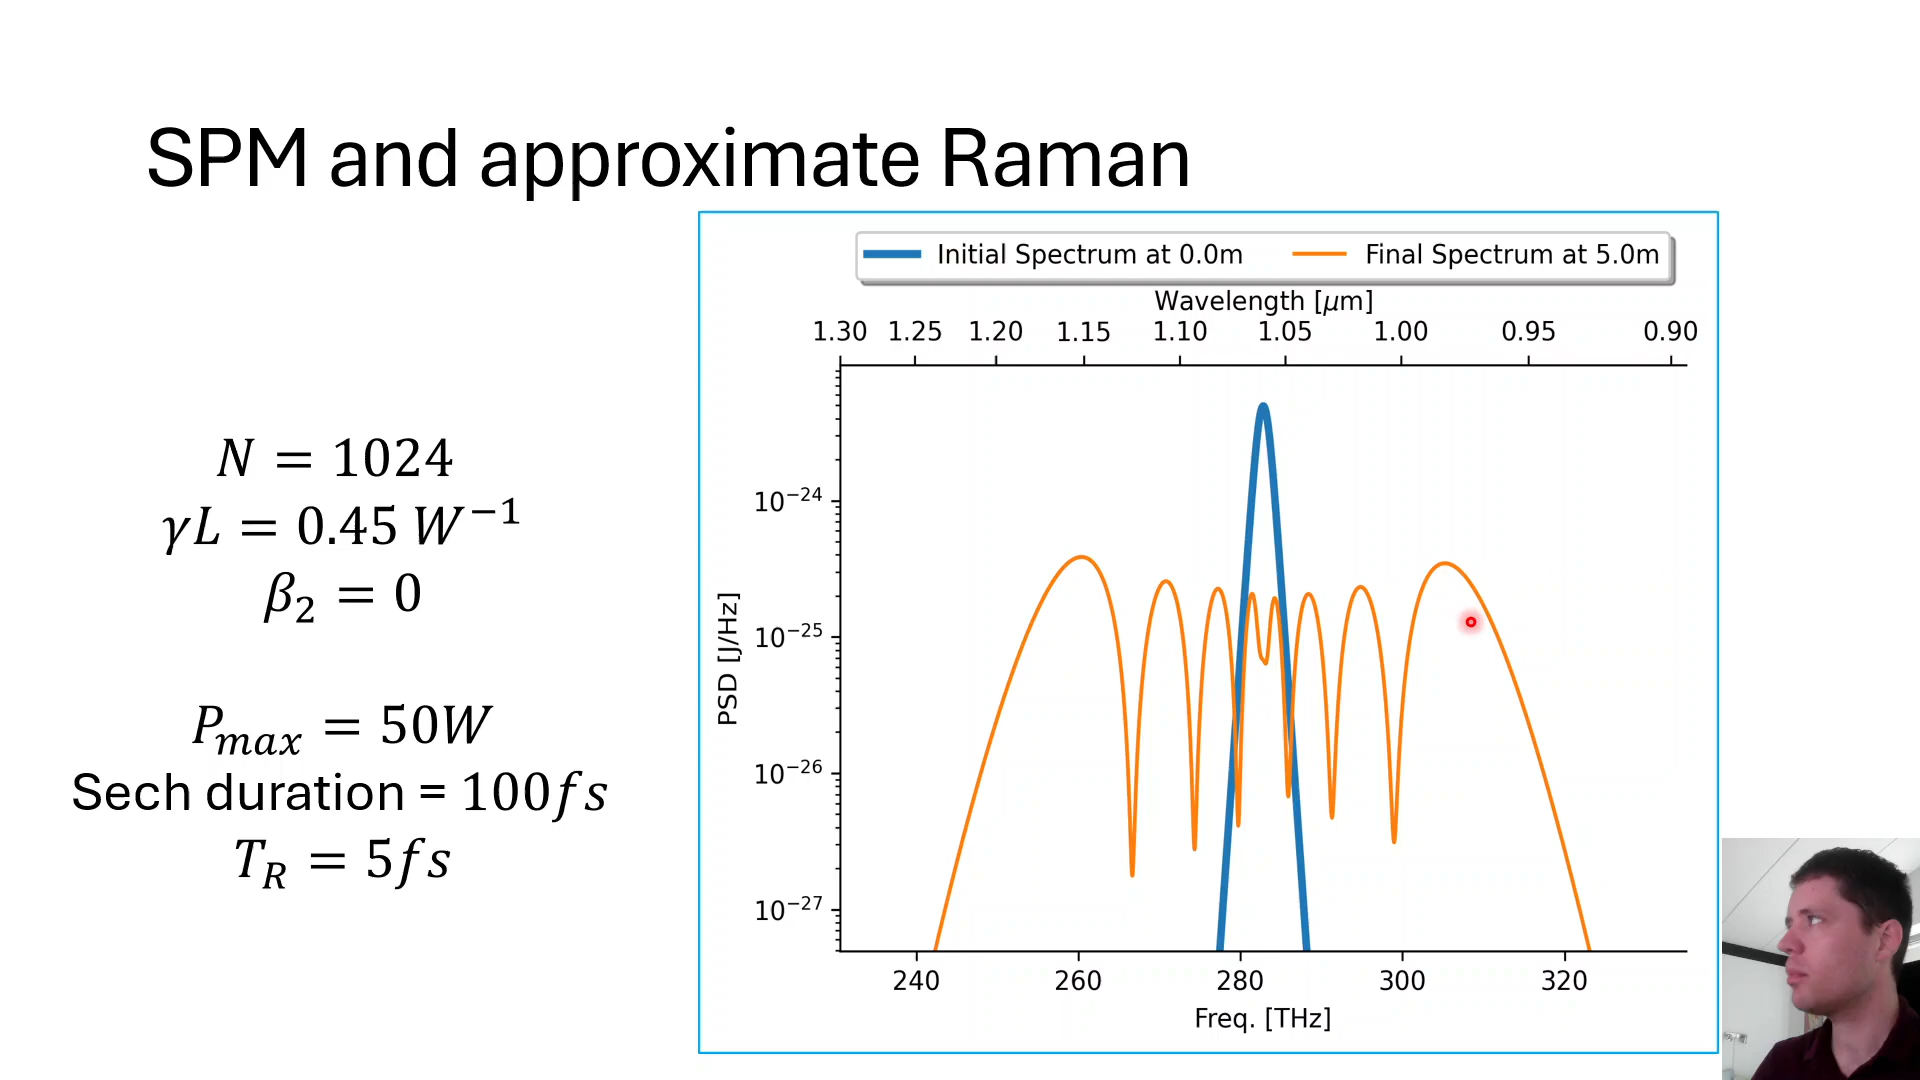 SPM and approximate Raman
N = 1024
γL = 0.45 W⁻¹
β₂ = 0
Pₘₐₓ = 50W
Sech duration = 100fs
T_R = 5fs
Initial Spectrum at 0.0m Final Spectrum at 5.0m
Wavelength [μm]
1.30 1.25 1.20 1.15 1.10 1.05 1.00 0.95 0.90
PSD [J/Hz]
10⁻²⁴
10⁻²⁵
10⁻²⁶
10⁻²⁷
240 260 280 300 320
Freq. [THz]